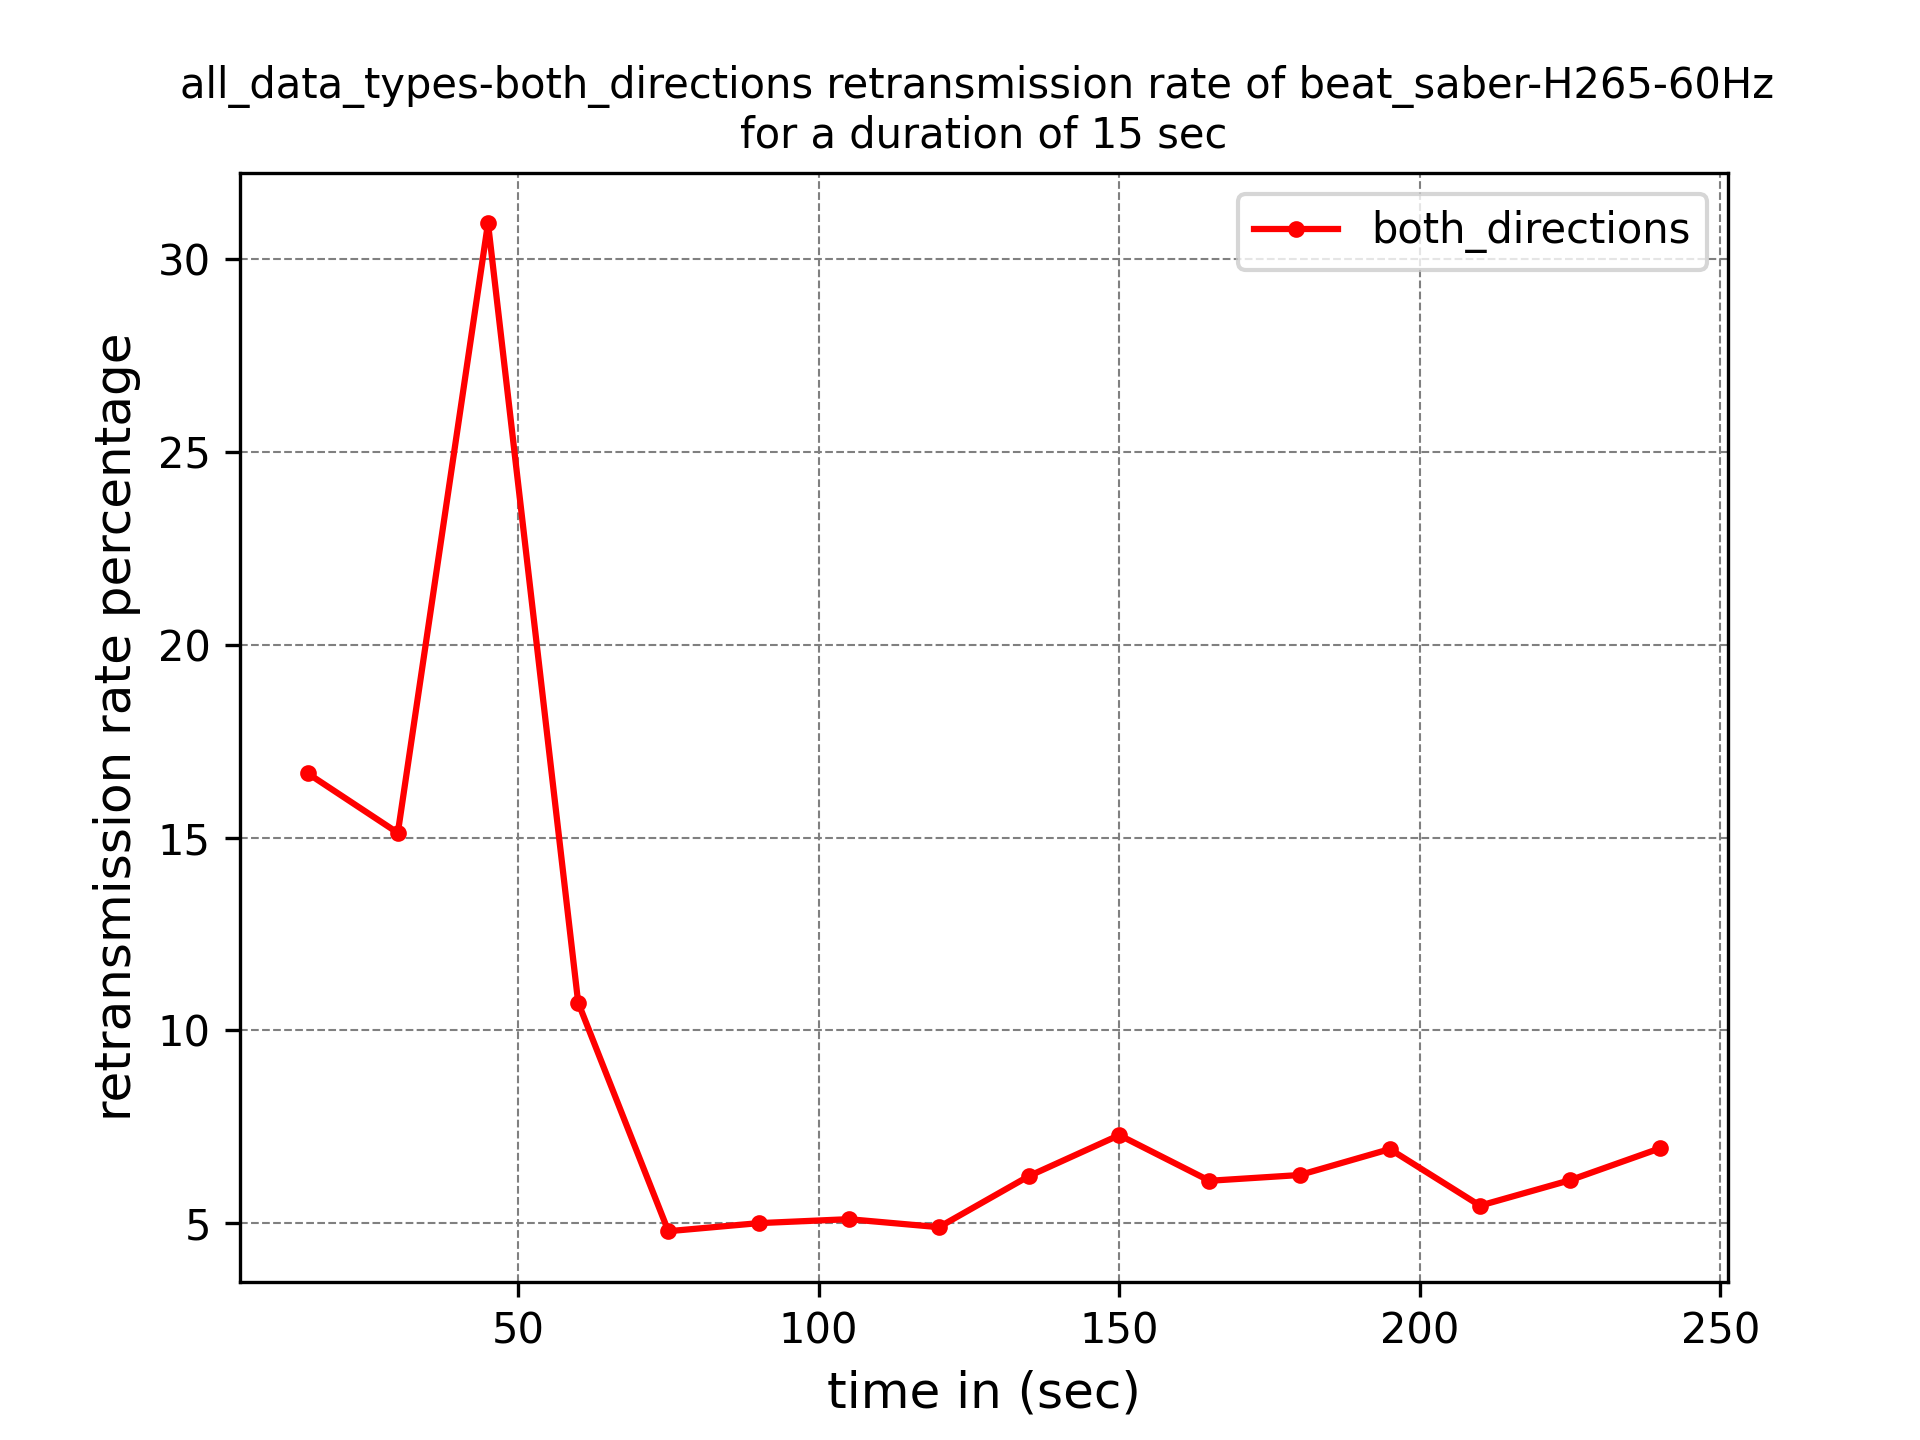 all_data_types-both_directions retransmission rate of beat_saber-H265-60Hz
for a duration of 15 sec
both_directions
retransmission rate percentage
30
25
20
15
10
5
50 100 150 200 250
time in (sec)